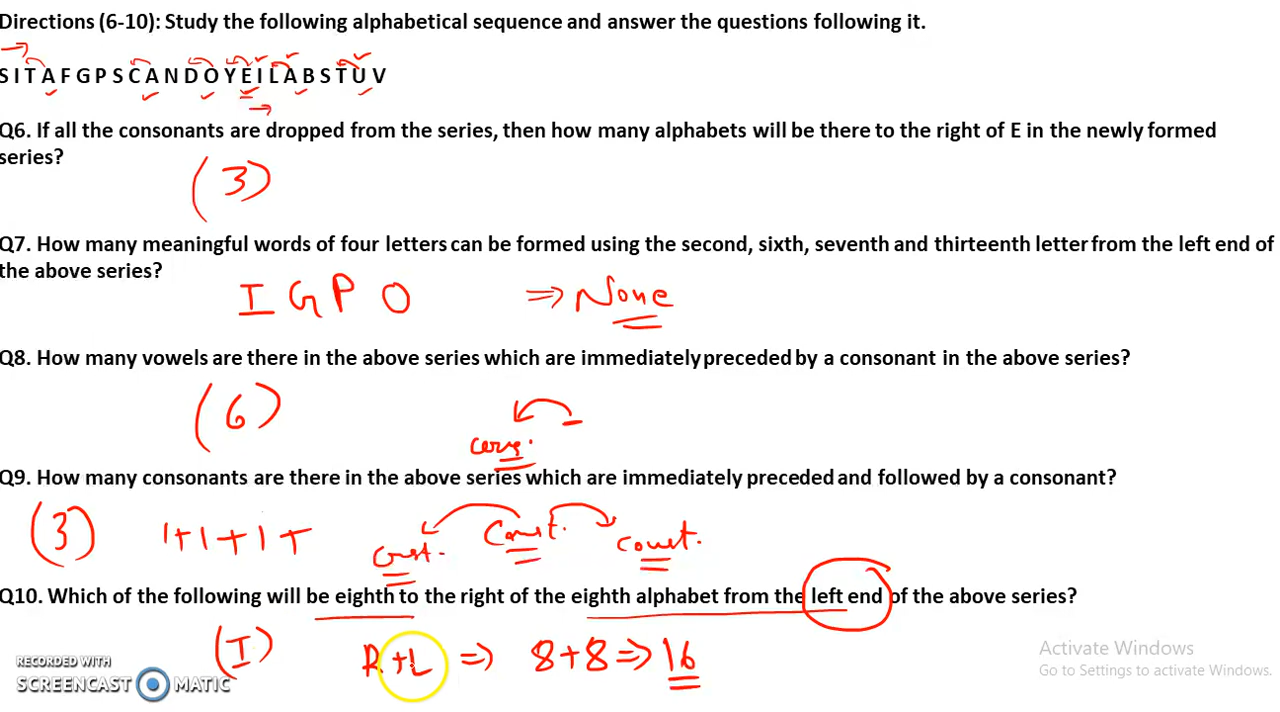 Directions (6-10): Study the following alphabetical sequence and answer the questions following it.
S I T A F G P S C A N D O Y E I L A B S T U V
Q6. If all the consonants are dropped from the series, then how many alphabets will be there to the right of E in the newly formed
series?
(3)
Q7. How many meaningful words of four letters can be formed using the second, sixth, seventh and thirteenth letter from the left end of
the above series?
I G P O => None
Q8. How many vowels are there in the above series which are immediately preceded by a consonant in the above series?
(6)
cons.
Q9. How many consonants are there in the above series which are immediately preceded and followed by a consonant?
(3) 1+1+1+ Const. Const. Const.
Q10. Which of the following will be eighth to the right of the eighth alphabet from the left end of the above series?
(I) R+L => 8+8 => 16
Activate Windows
Go to Settings to activate Windows.
RECORDED WITH
SCREENCAST MATIC